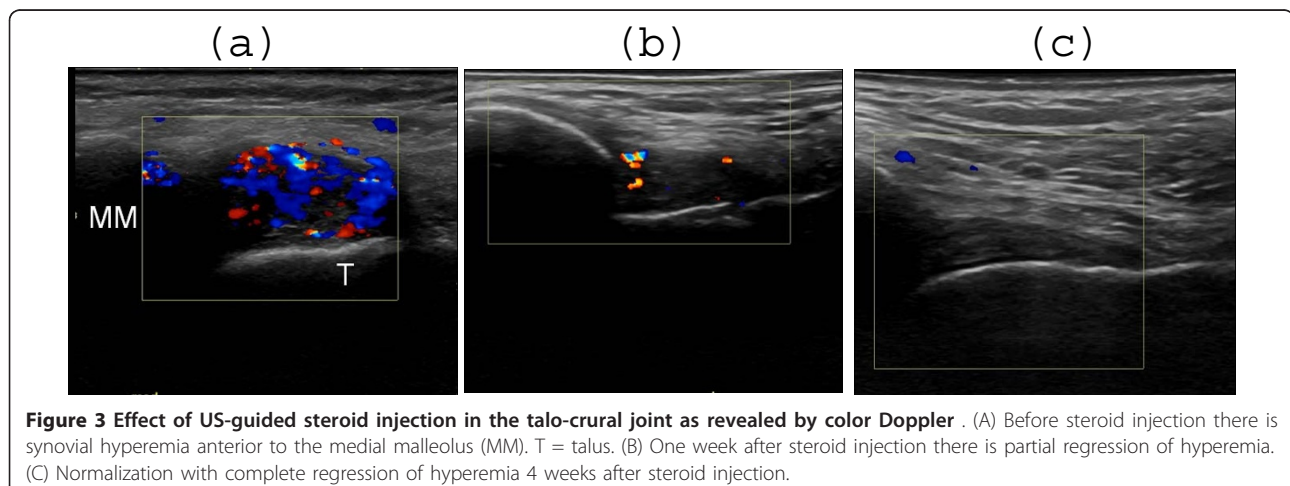 (a) (b) (c)
MM
T
Figure 3 Effect of US-guided steroid injection in the talo-crural joint as revealed by color Doppler . (A) Before steroid injection there is
synovial hyperemia anterior to the medial malleolus (MM). T = talus. (B) One week after steroid injection there is partial regression of hyperemia.
(C) Normalization with complete regression of hyperemia 4 weeks after steroid injection.